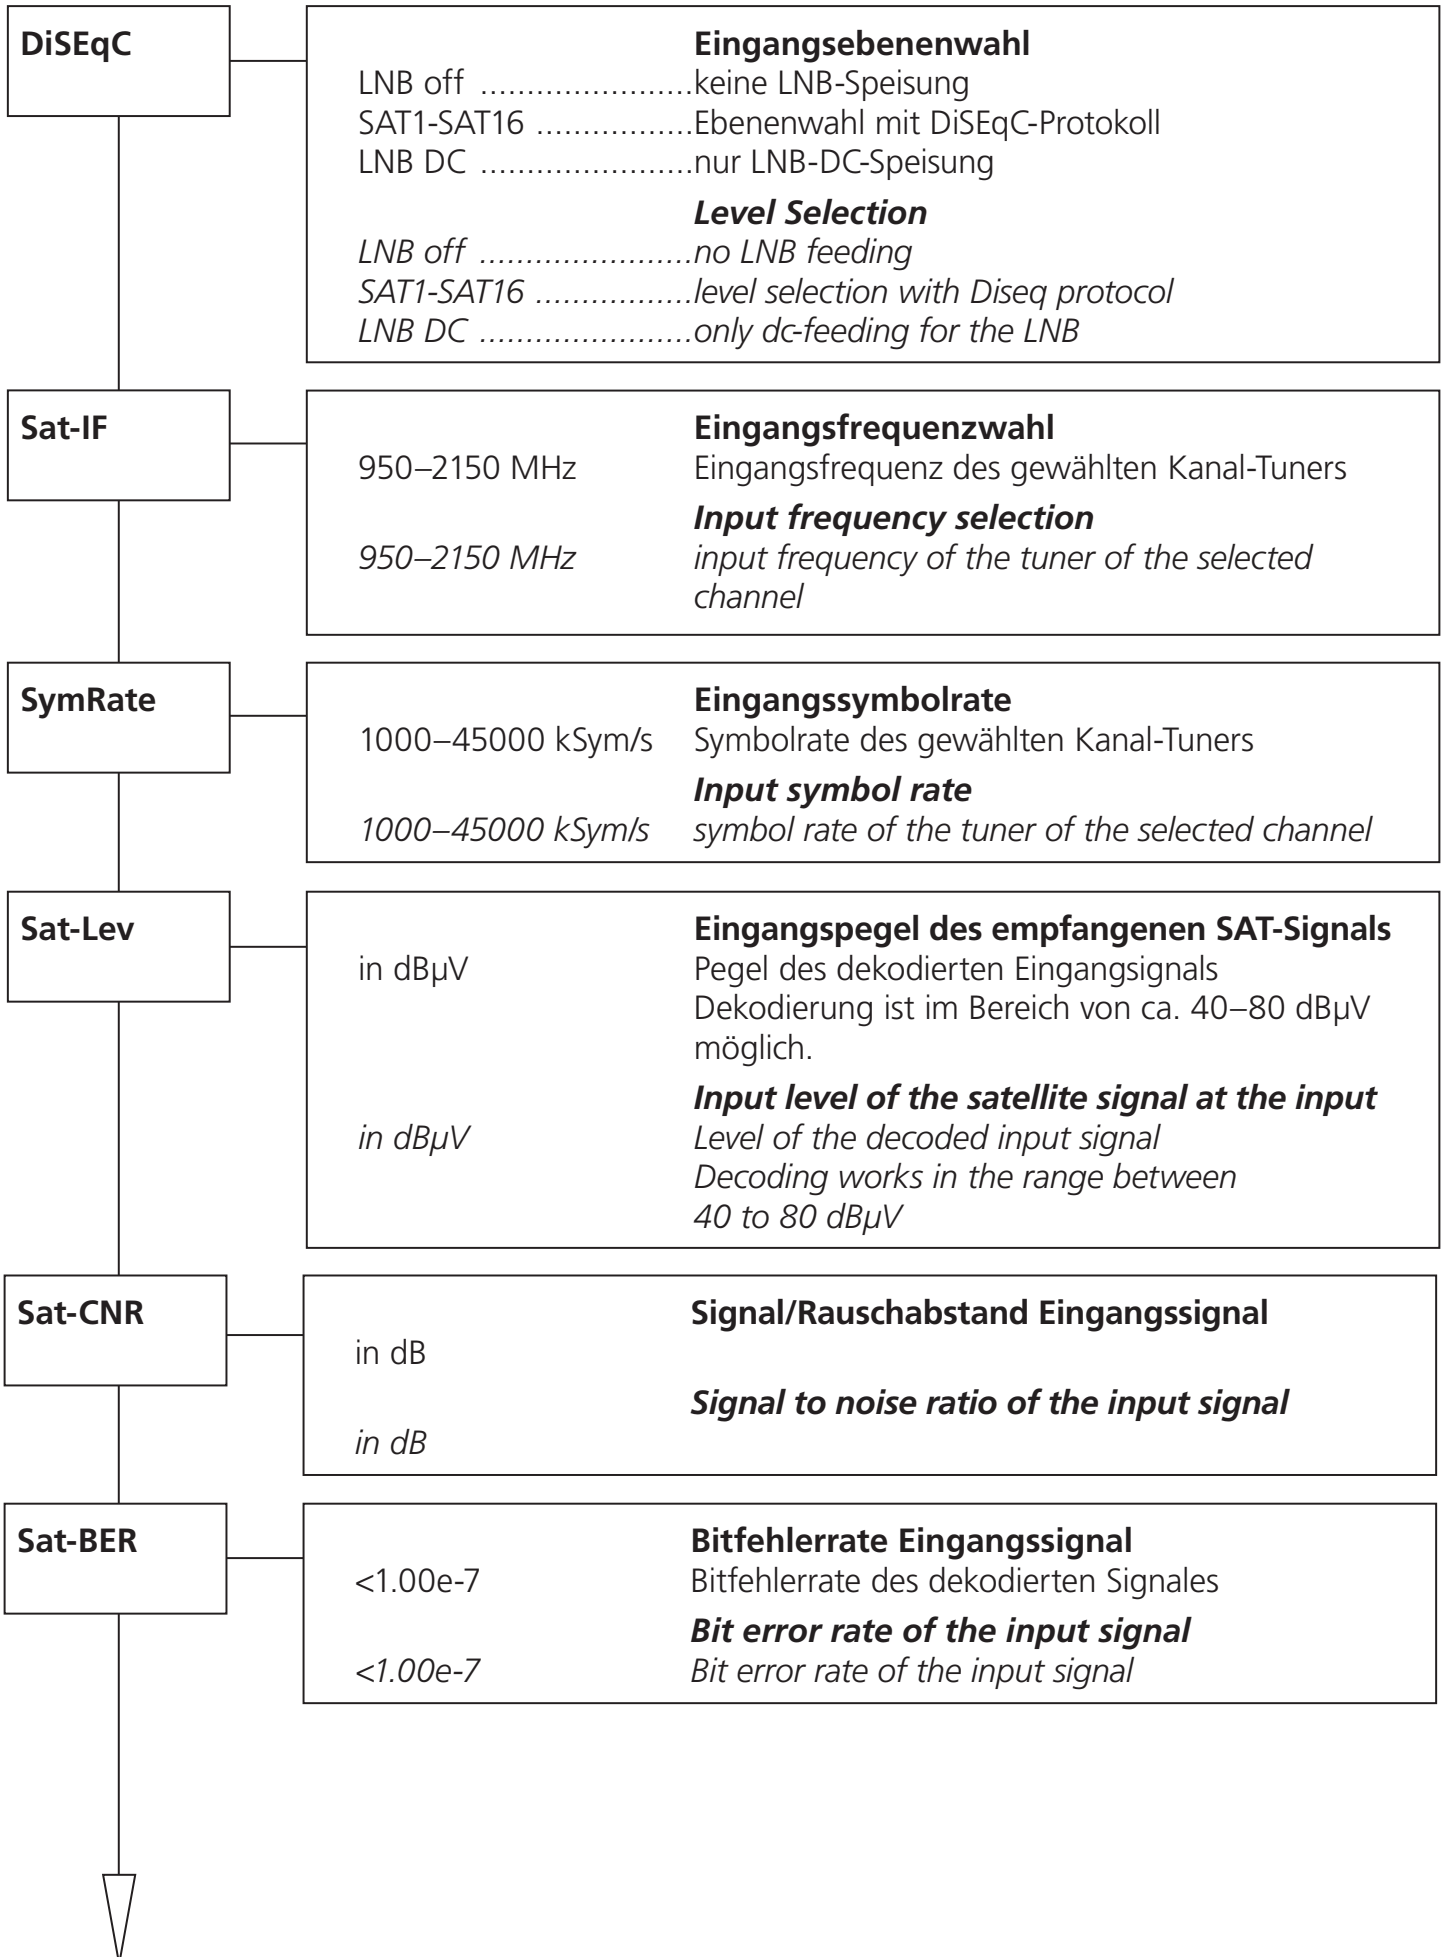 DiSEqC
Eingangsebenenwahl
LNB off .......................keine LNB-Speisung
SAT1-SAT16 .................Ebenenwahl mit DiSEqC-Protokoll
LNB DC .......................nur LNB-DC-Speisung
Level Selection
LNB off .......................no LNB feeding
SAT1-SAT16 .................level selection with Diseq protocol
LNB DC .......................only dc-feeding for the LNB
Sat-IF
Eingangsfrequenzwahl
950–2150 MHz Eingangsfrequenz des gewählten Kanal-Tuners
Input frequency selection
950–2150 MHz input frequency of the tuner of the selected
channel
SymRate
Eingangssymbolrate
1000–45000 kSym/s Symbolrate des gewählten Kanal-Tuners
Input symbol rate
1000–45000 kSym/s symbol rate of the tuner of the selected channel
Sat-Lev
Eingangspegel des empfangenen SAT-Signals
in dBµV Pegel des dekodierten Eingangsignals
Dekodierung ist im Bereich von ca. 40–80 dBµV
möglich.
Input level of the satellite signal at the input
in dBµV Level of the decoded input signal
Decoding works in the range between
40 to 80 dBµV
Sat-CNR
Signal/Rauschabstand Eingangssignal
in dB
Signal to noise ratio of the input signal
in dB
Sat-BER
Bitfehlerrate Eingangssignal
<1.00e-7 Bitfehlerrate des dekodierten Signales
Bit error rate of the input signal
<1.00e-7 Bit error rate of the input signal